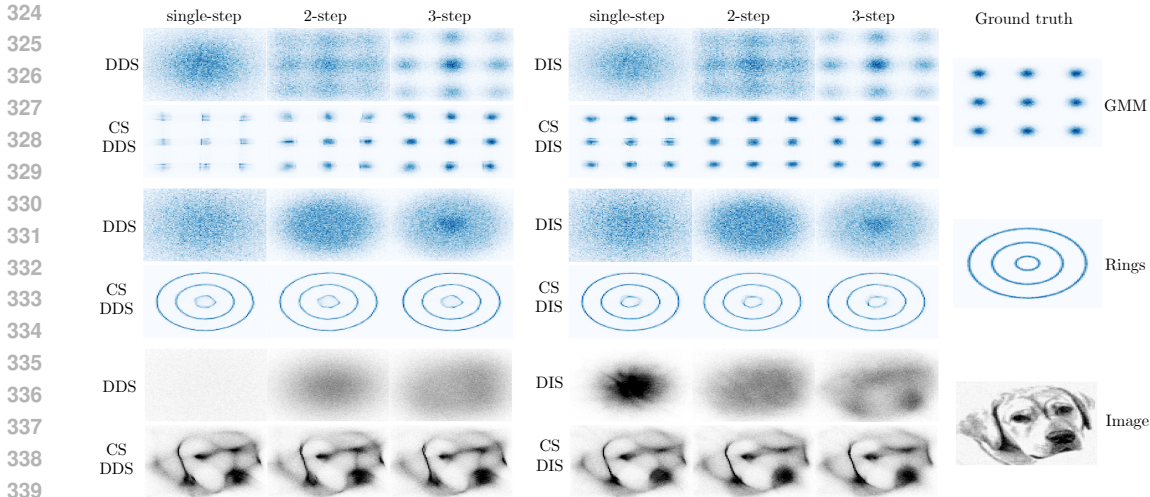 324
single-step 2-step 3-step single-step 2-step 3-step Ground truth
325
DDS DIS
326
327
GMM
CS CS
328
DDS DIS
329
330
DDS DIS
331
332
Rings
CS CS
333
DDS DIS
334
335
DDS DIS
336
337
Image
CS CS
338
DDS DIS
339